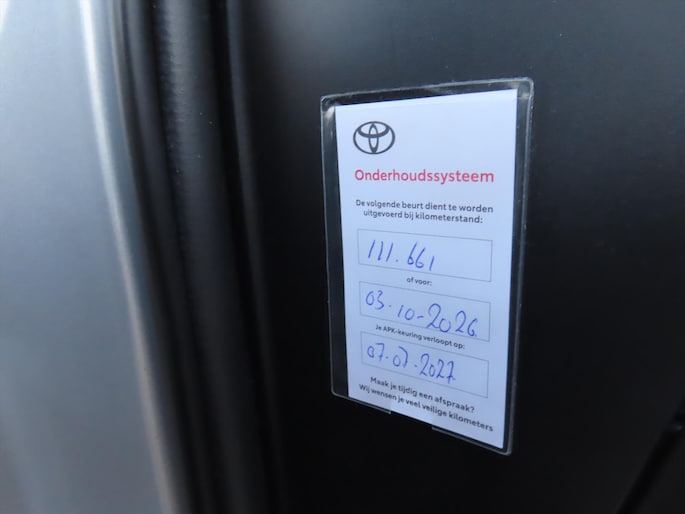 Onderhoudssysteem
De volgende beurt dient te worden
uitgevoerd bij kilometerstand:
111.661
of voor:
03-10-2026
Je APK-keuring verloopt op:
07-07-2027
Maak je tijdig een afspraak?
Wij wensen je veel veilige kilometers